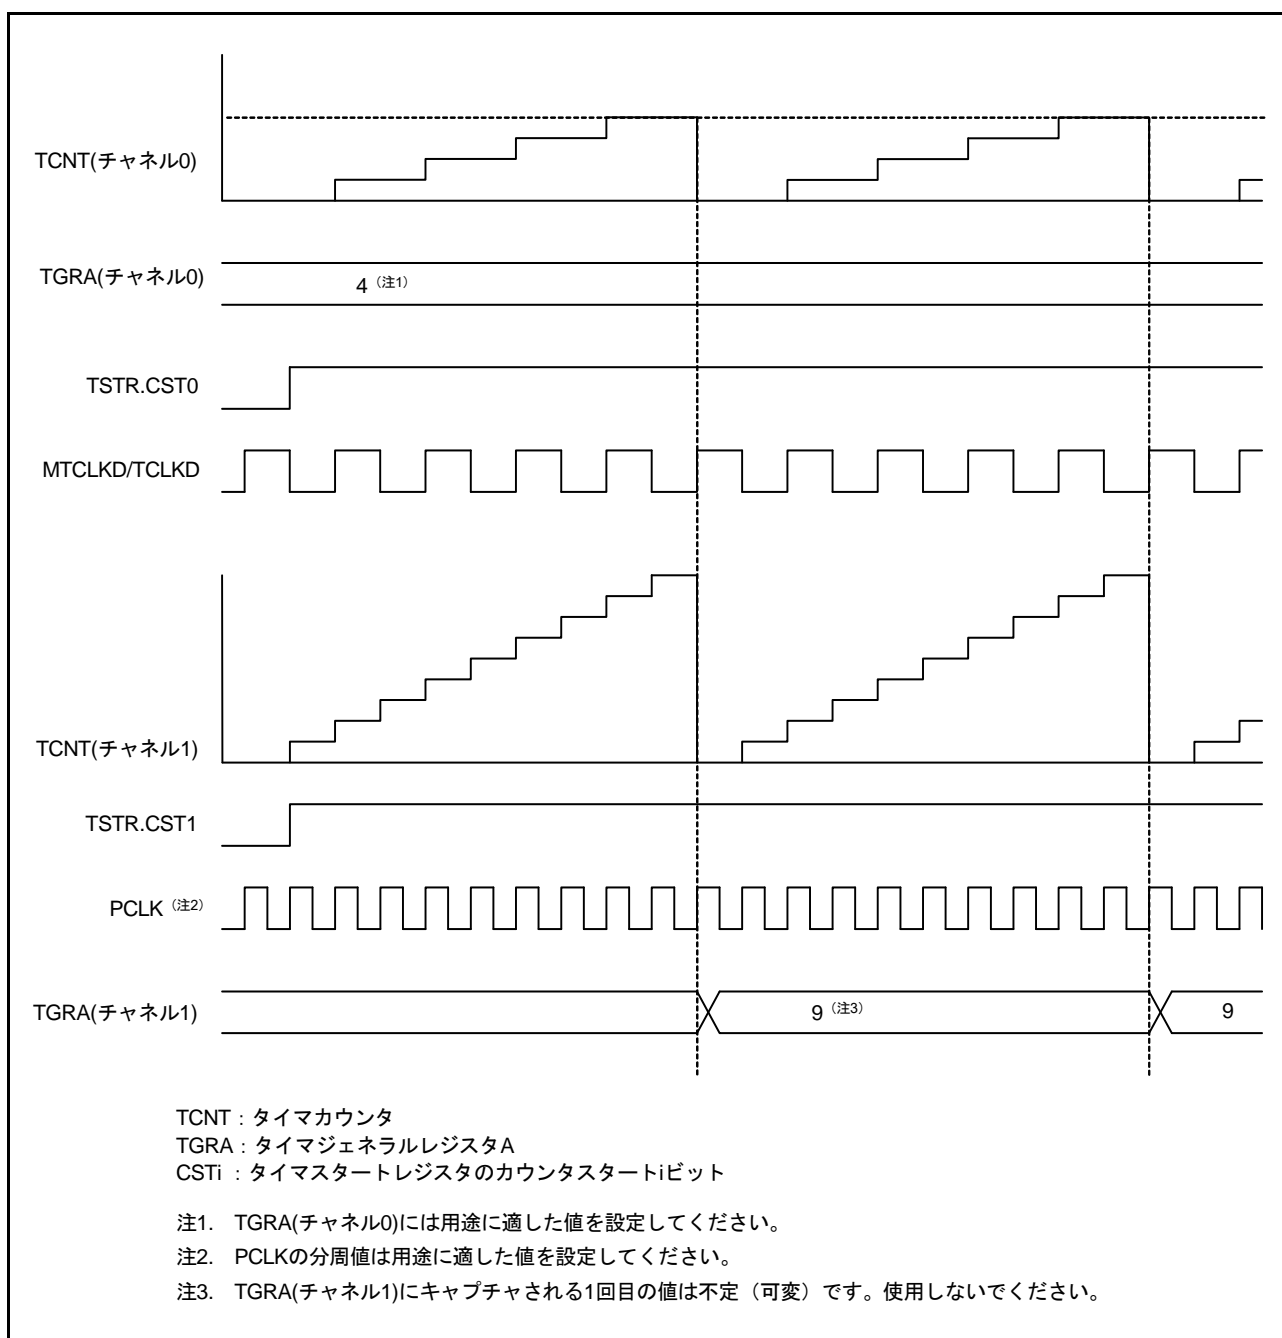 TCNT(チャネル0)
TGRA(チャネル0)
4（注1）
TSTR.CST0
MTCLKD/TCLKD
TCNT(チャネル1)
TSTR.CST1
PCLK（注2）
TGRA(チャネル1)
9（注3）
9
TCNT：タイマカウンタ
TGRA：タイマジェネラルレジスタA
CSTi ：タイマスタートレジスタのカウンタスタートiビット
注1. TGRA(チャネル0)には用途に適した値を設定してください。
注2. PCLKの分周値は用途に適した値を設定してください。
注3. TGRA(チャネル1)にキャプチャされる1回目の値は不定（可変）です。使用しないでください。